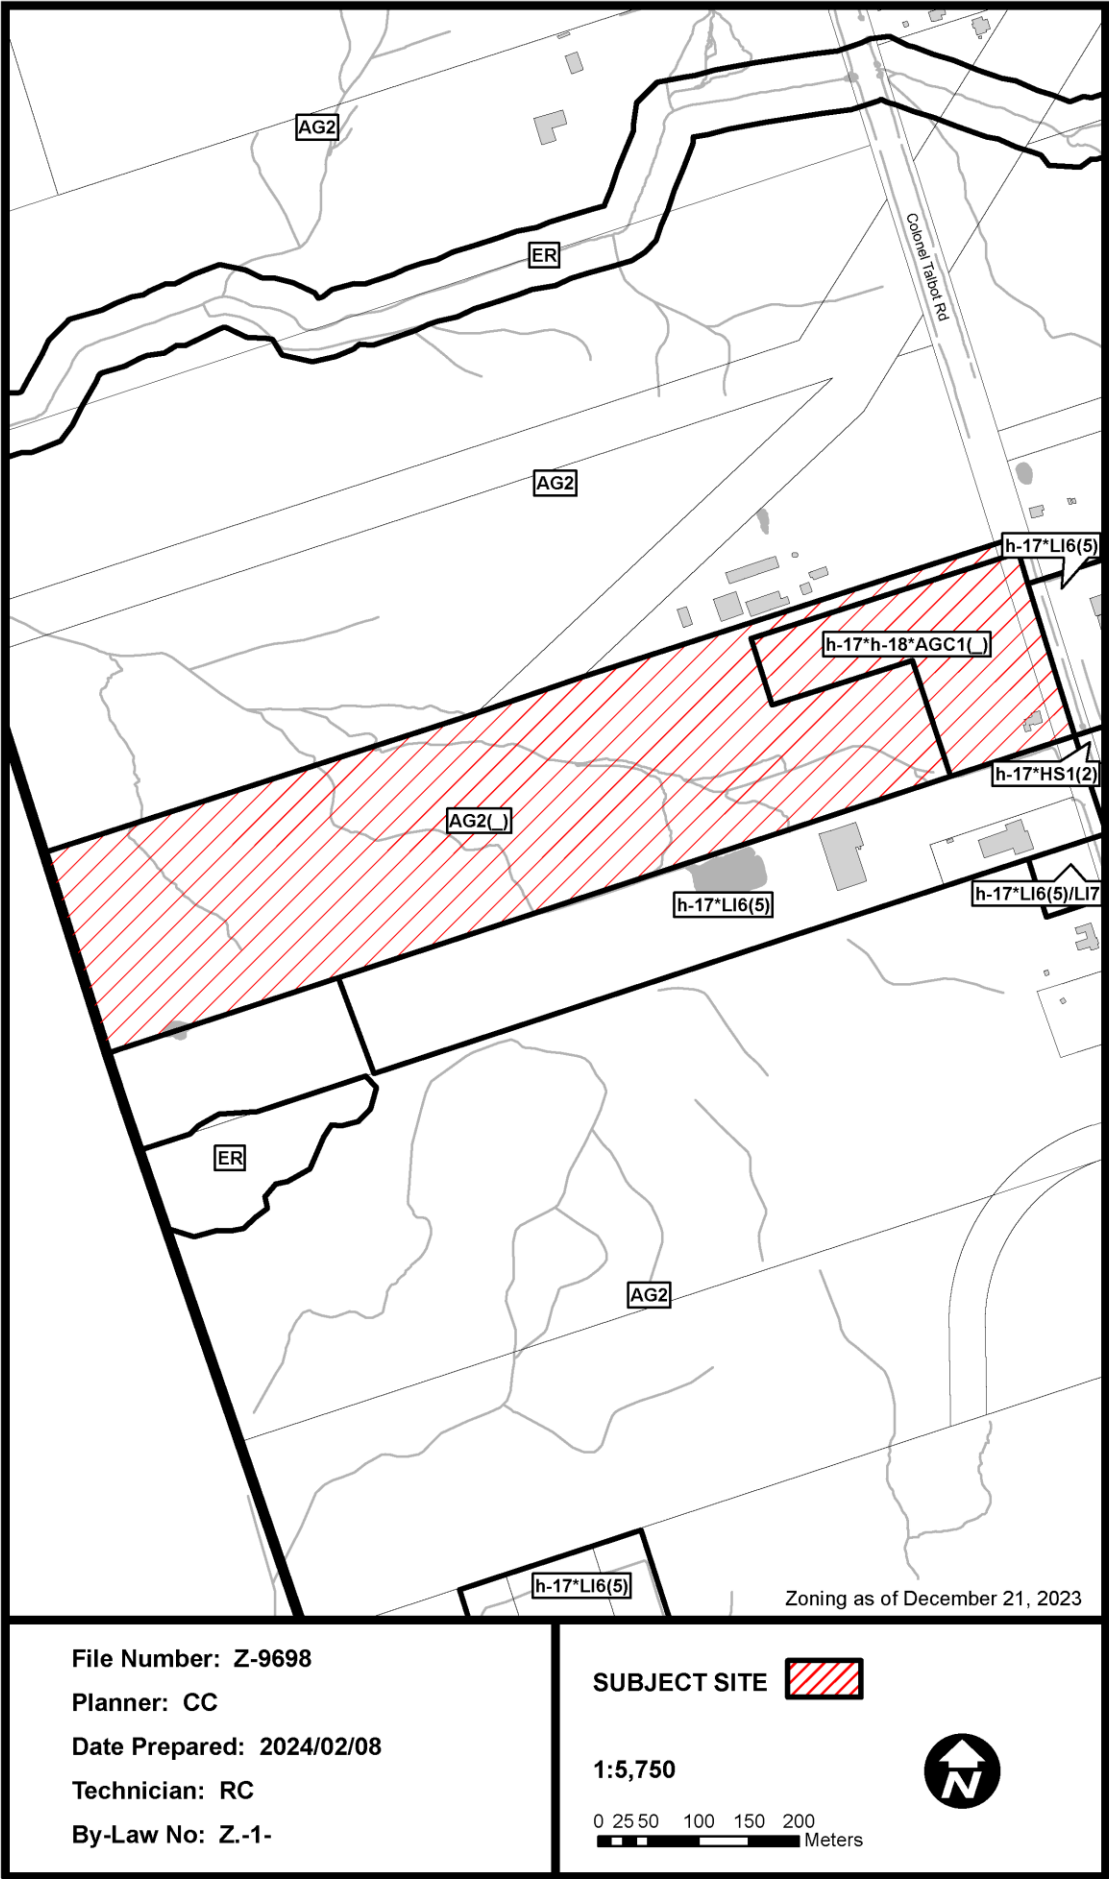 AG2
ER
Colonel Talbot Rd
AG2
h-17*LI6(5)
h-17*h-18*AGC1(_)
h-17*HS1(2)
AG2(_)
h-17*LI6(5)/LI7
h-17*LI6(5)
ER
AG2
h-17*LI6(5)
Zoning as of December 21, 2023
File Number: Z-9698
Planner: CC
Date Prepared: 2024/02/08
Technician: RC
By-Law No: Z.-1-
SUBJECT SITE
1:5,750
0 25 50 100 150 200
Meters
N